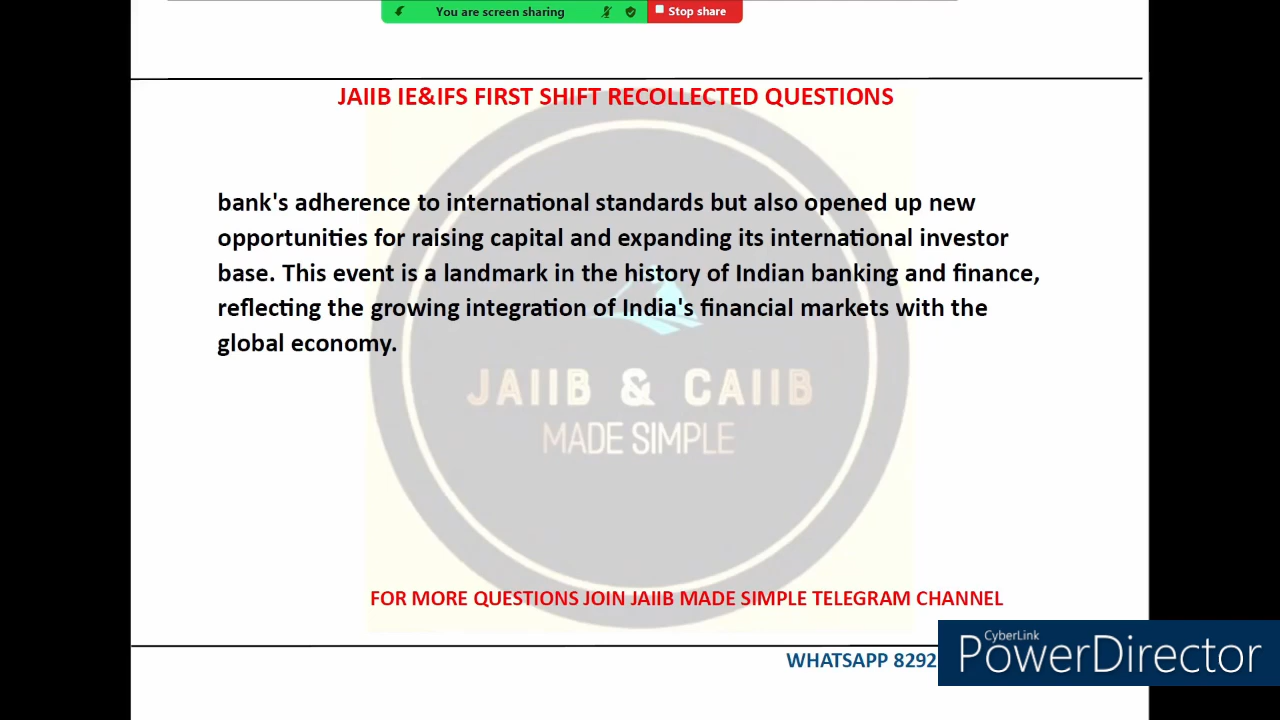 You are screen sharing
Stop share
JAIIB IE&IFS FIRST SHIFT RECOLLECTED QUESTIONS
bank's adherence to international standards but also opened up new
opportunities for raising capital and expanding its international investor
base. This event is a landmark in the history of Indian banking and finance,
reflecting the growing integration of India's financial markets with the
global economy.
JAIIB & CAIIB
MADE SIMPLE
FOR MORE QUESTIONS JOIN JAIIB MADE SIMPLE TELEGRAM CHANNEL
WHATSAPP 8292
CyberLink
PowerDirector